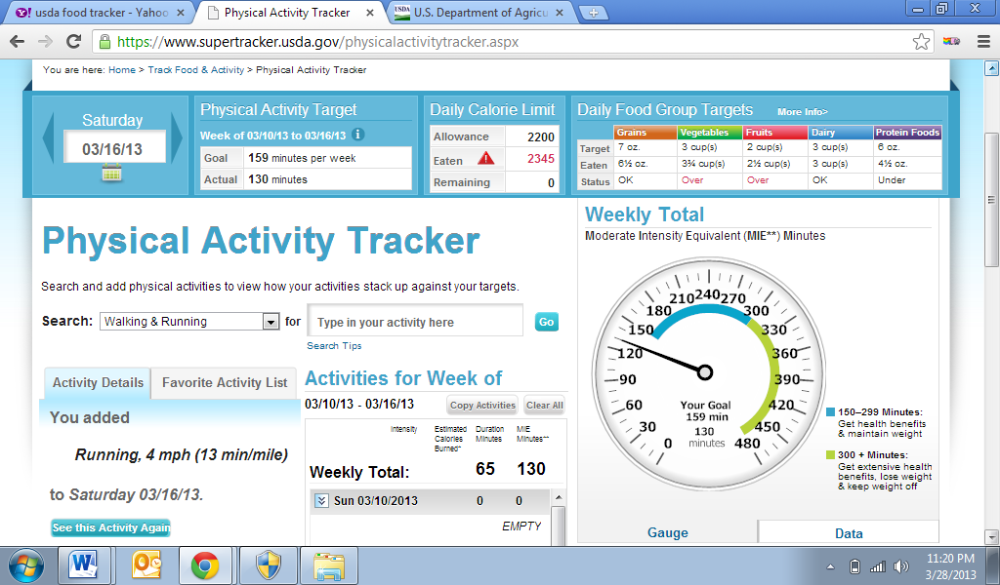 usda food tracker - Yahoo
Physical Activity Tracker
U.S. Department of Agricu
https://www.supertracker.usda.gov/physicalactivitytracker.aspx
You are here: Home > Track Food & Activity > Physical Activity Tracker
Saturday
03/16/13
Physical Activity Target
Week of 03/10/13 to 03/16/13
Goal 159 minutes per week
Actual 130 minutes
Daily Calorie Limit
Allowance 2200
Eaten 2345
Remaining 0
Daily Food Group Targets More Info>
Grains Vegetables Fruits Dairy Protein Foods
Target 7 oz. 3 cup(s) 2 cup(s) 3 cup(s) 6 oz.
Eaten 6½ oz. 3¾ cup(s) 2½ cup(s) 3 cup(s) 4½ oz.
Status OK Over Over OK Under
Physical Activity Tracker
Search and add physical activities to view how your activities stack up against your targets.
Search: Walking & Running for Type in your activity here Go
Search Tips
Activity Details Favorite Activity List
You added
Running, 4 mph (13 min/mile)
to Saturday 03/16/13.
See this Activity Again
Activities for Week of
03/10/13 - 03/16/13 Copy Activities Clear All
Intensity Estimated Calories Burned* Duration Minutes MIE Minutes**
Weekly Total: 65 130
Sun 03/10/2013 0 0
EMPTY
Weekly Total
Moderate Intensity Equivalent (MIE**) Minutes
0 30 60 90 120 150 180 210 240 270 300 330 360 390 420 450 480
Your Goal
159 min
130
minutes
150–299 Minutes:
Get health benefits
& maintain weight
300 + Minutes:
Get extensive health
benefits, lose weight
& keep weight off
Gauge Data
11:20 PM
3/28/2013